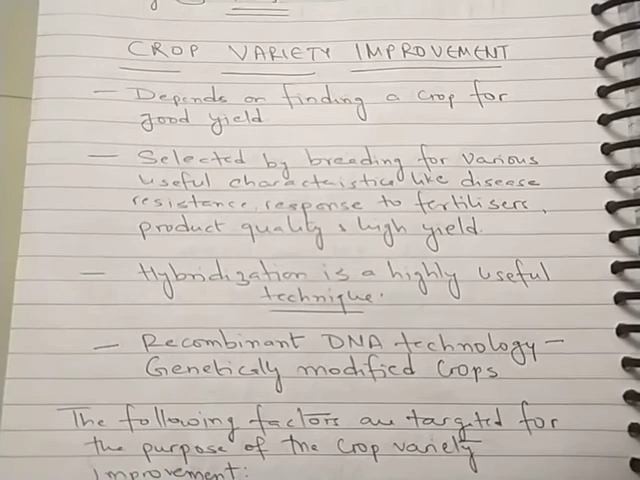 CROP VARIETY IMPROVEMENT
- Depends on finding a crop for
good yield
- Selected by breading for various
useful characteristics like disease
resistance, response to fertilisers,
product quality & high yield.
- Hybridization is a highly useful
technique.
- Recombinant DNA technology -
Genetically modified Crops
The following factors are targeted for
the purpose of the Crop variety
improvement: